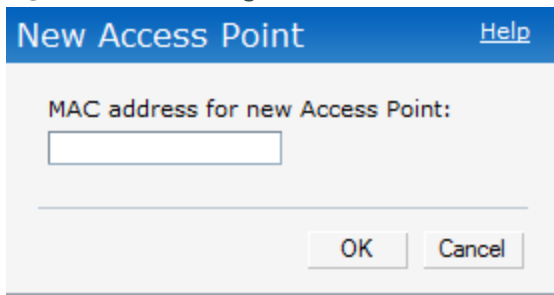 New Access Point
Help
MAC address for new Access Point:
OK
Cancel